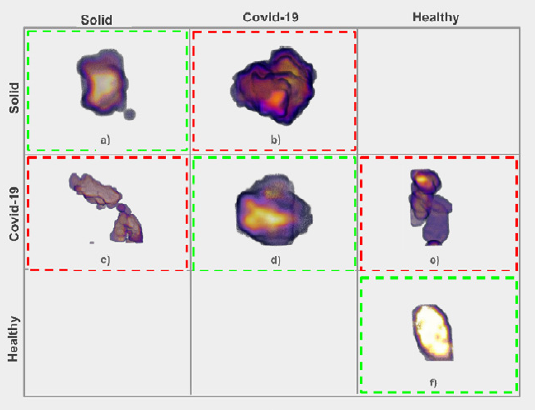 Solid Covid-19 Healthy
Solid
a) b)
Covid-19
c) d) e)
Healthy
f)